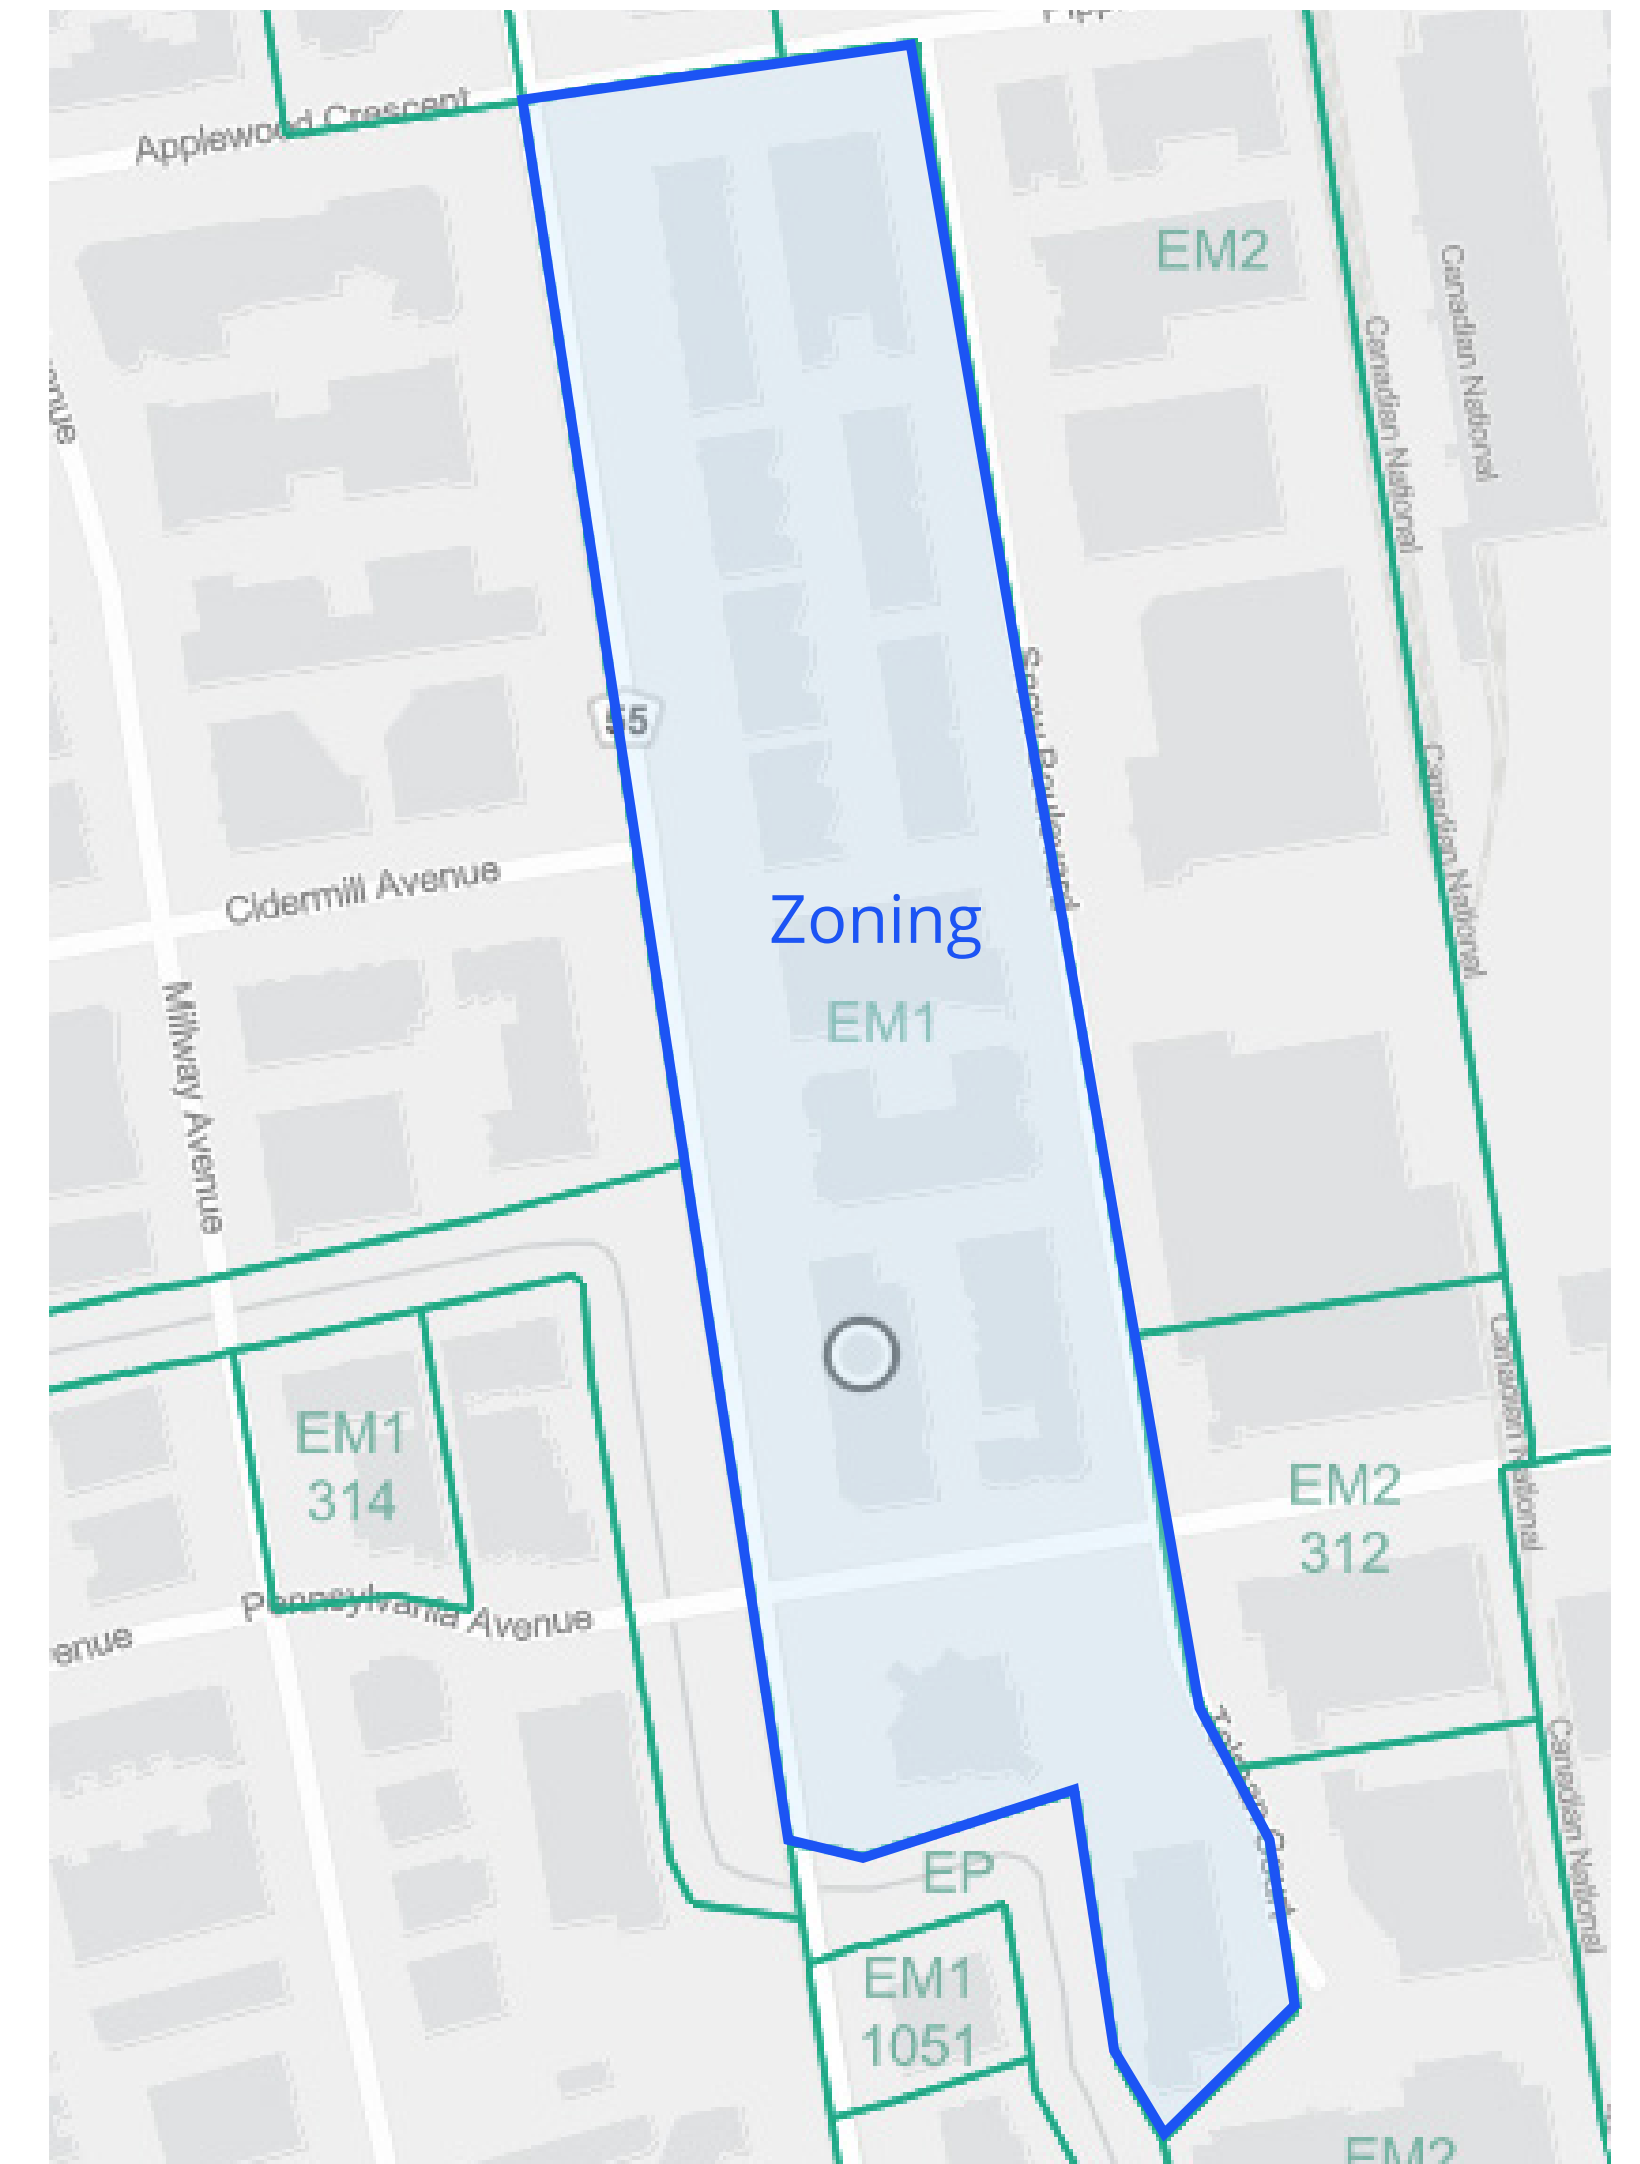 Applewood Crescent
EM2
Canadian National
Canadian National
55
Cidermill Avenue
Zoning
Canadian National
EM1
Millway Avenue
EM1
314
EM2
312
Canadian National
Pennsylvania Avenue
Canadian National
EP
EM1
1051
EM2